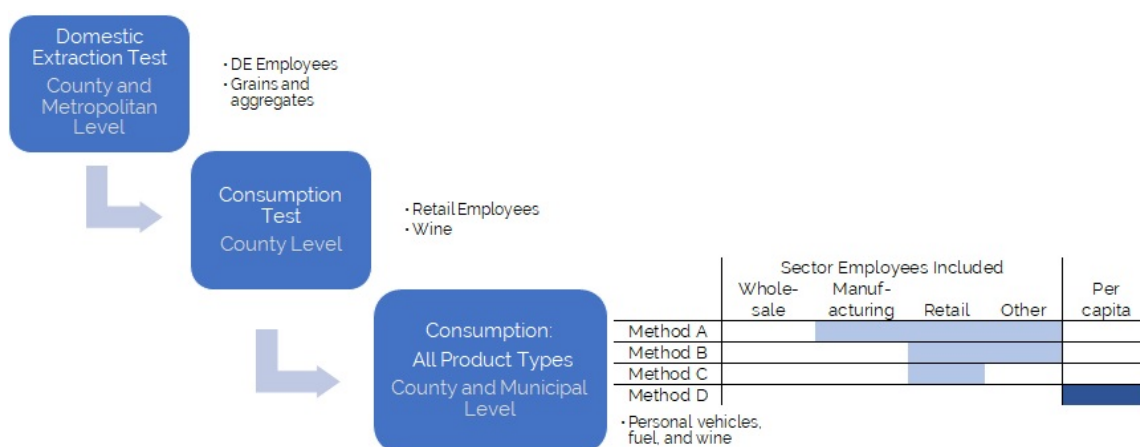 Domestic
Extraction Test
County and
Metropolitan
Level
• DE Employees
• Grains and
aggregates
Consumption
Test
County Level
• Retail Employees
• Wine
Consumption:
All Product Types
County and Municipal
Level
Sector Employees Included
Whole-
sale
Manuf-
acturing
Retail
Other
Per
capita
Method A
Method B
Method C
Method D
• Personal vehicles,
fuel, and wine